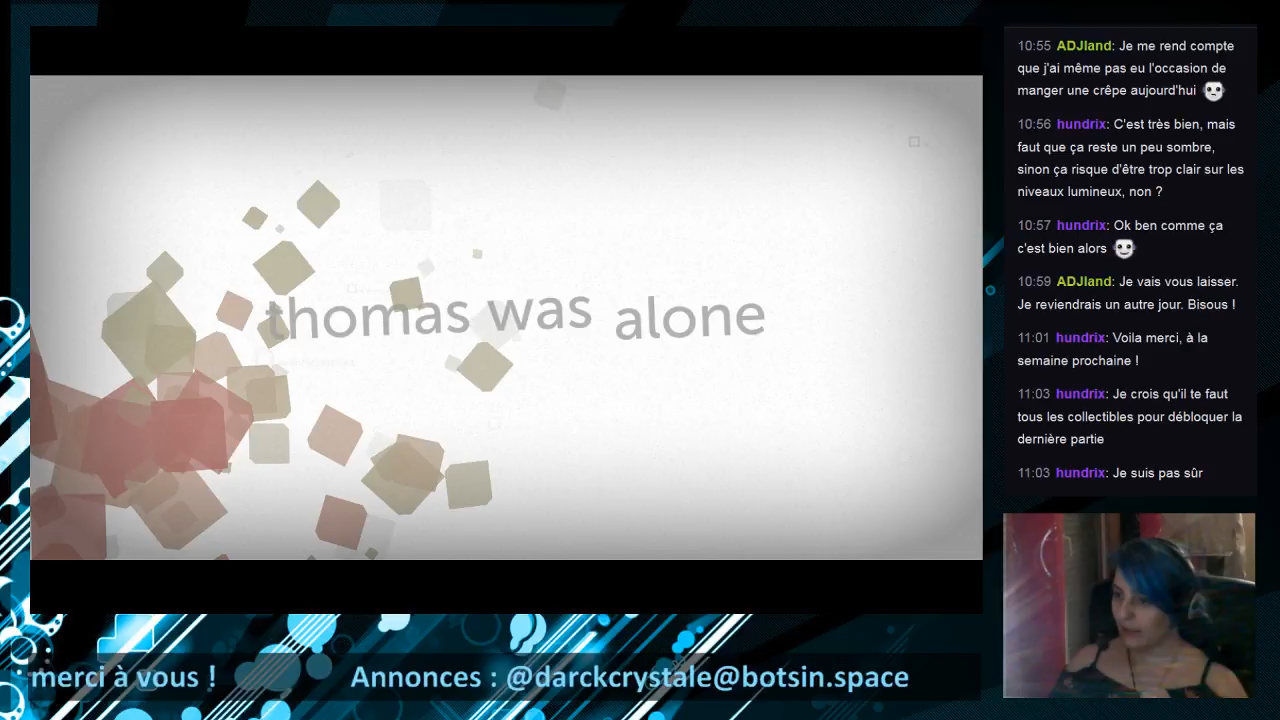 thomas was alone
10:55 ADJland: Je me rend compte
que j'ai même pas eu l'occasion de
manger une crêpe aujourd'hui
10:56 hundrix: C'est très bien, mais
faut que ça reste un peu sombre,
sinon ça risque d'être trop clair sur les
niveaux lumineux, non ?
10:57 hundrix: Ok ben comme ça
c'est bien alors
10:59 ADJland: Je vais vous laisser.
Je reviendrais un autre jour. Bisous !
11:01 hundrix: Voila merci, à la
semaine prochaine !
11:03 hundrix: Je crois qu'il te faut
tous les collectibles pour débloquer la
dernière partie
11:03 hundrix: Je suis pas sûr
merci à vous ! Annonces : @darckcrystale@botsin.space